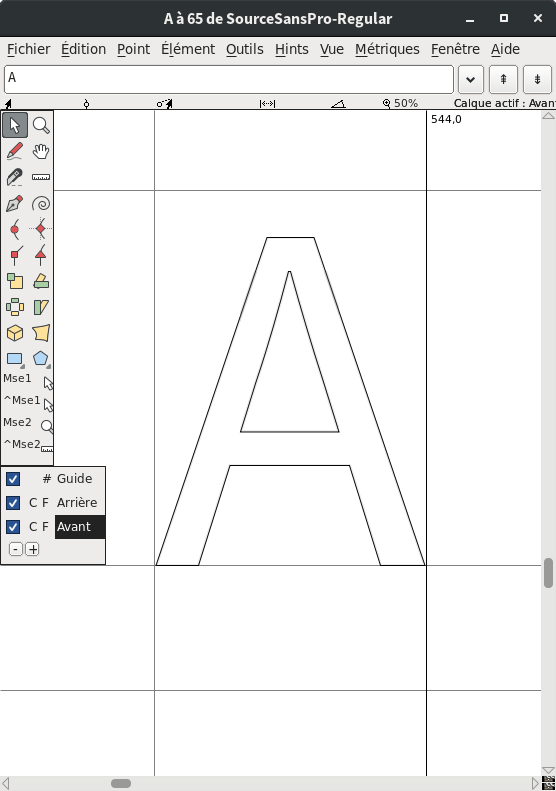 A à 65 de SourceSansPro-Regular
Fichier Édition Point Élément Outils Hints Vue Métriques Fenêtre Aide
A
50% Calque actif : Avan
544,0
Mse1
^Mse1
Mse2
^Mse2
# Guide
C F Arrière
C F Avant
- +
A